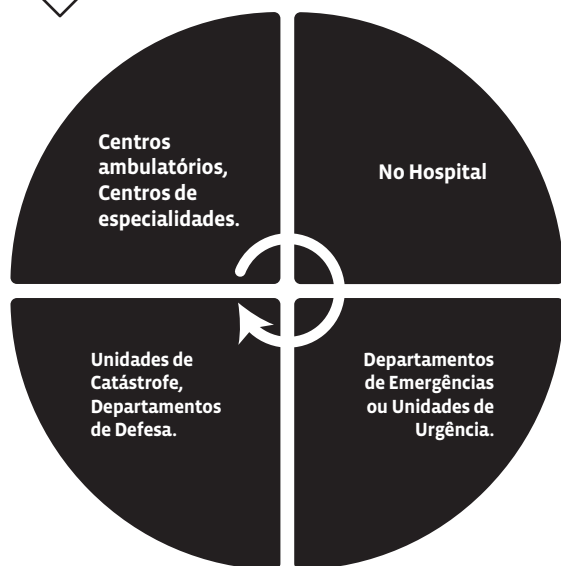 Centros
ambulatórios,
Centros de
especialidades.
No Hospital
Unidades de
Catástrofe,
Departamentos
de Defesa.
Departamentos
de Emergências
ou Unidades de
Urgência.